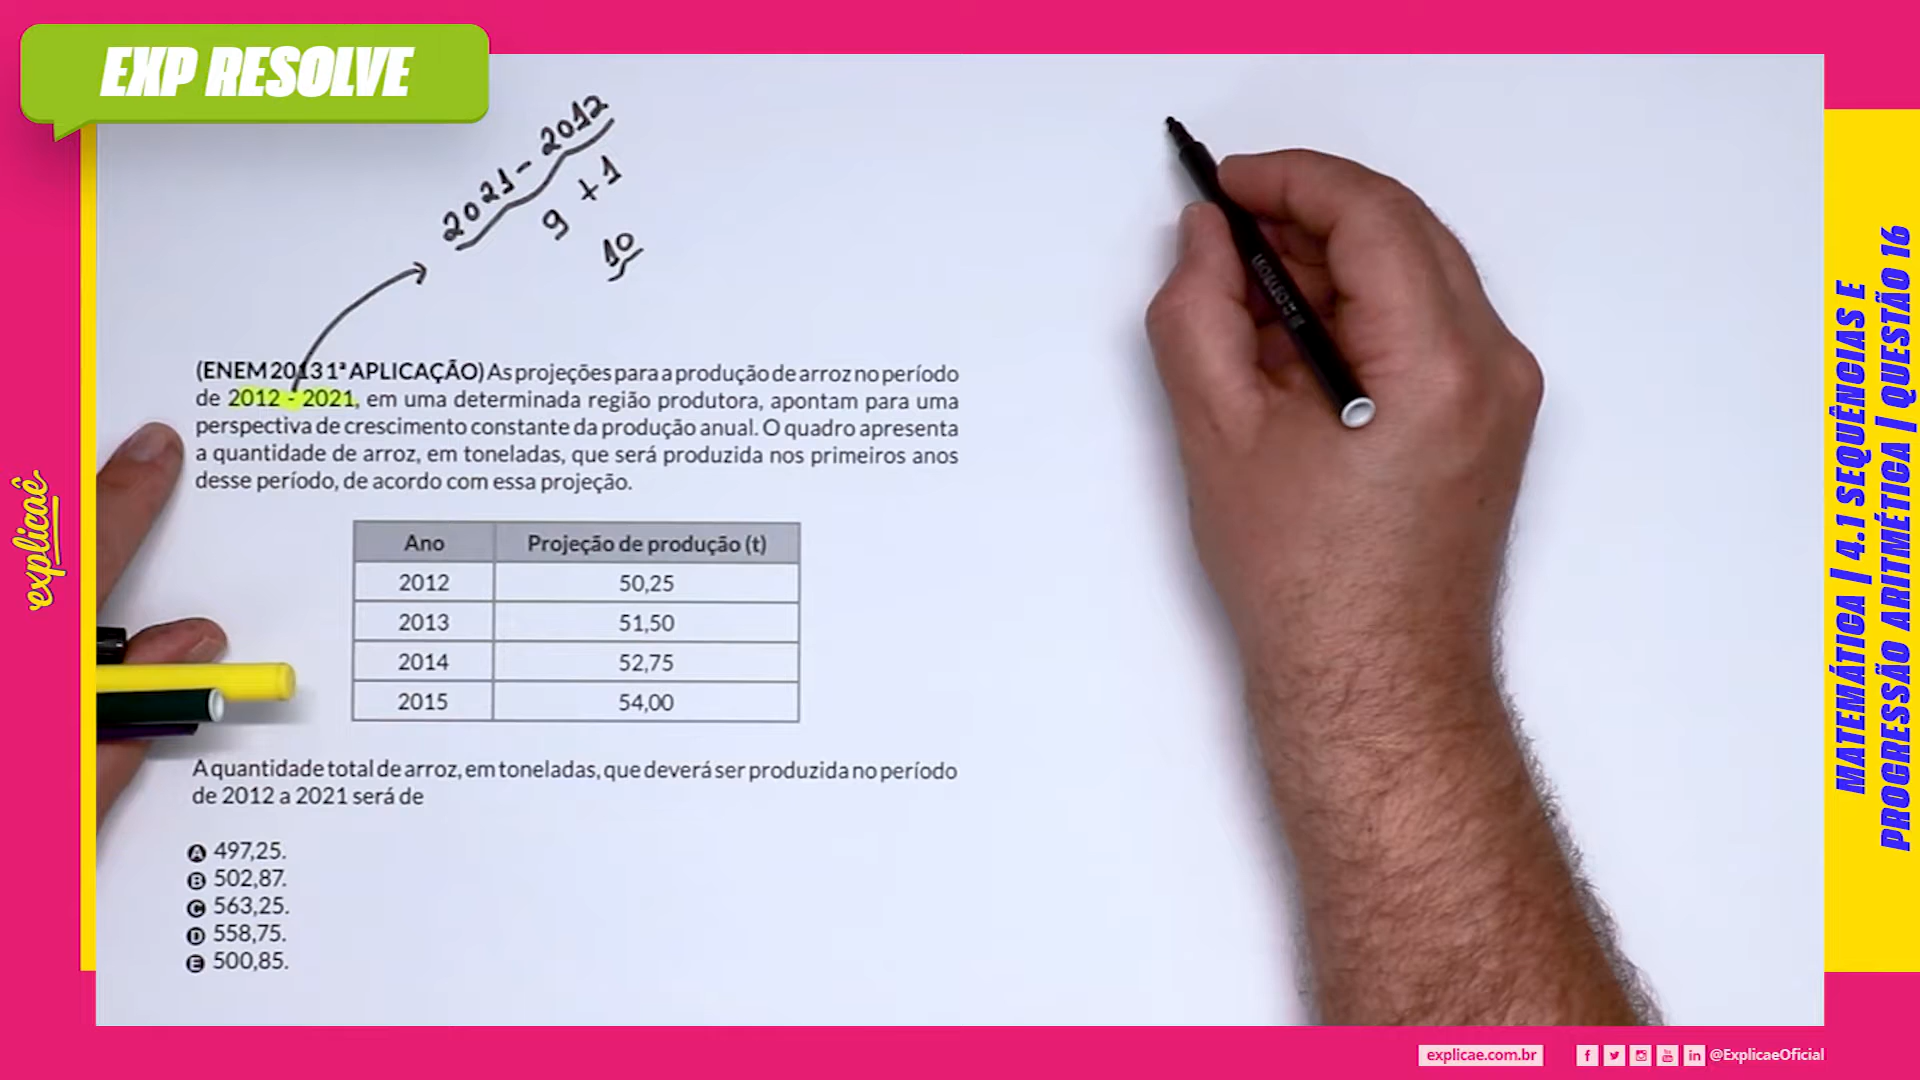 EXP RESOLVE
2021 - 2012
9 + 1
10
(ENEM 2013 1ª APLICAÇÃO) As projeções para a produção de arroz no período
de 2012 - 2021, em uma determinada região produtora, apontam para uma
perspectiva de crescimento constante da produção anual. O quadro apresenta
a quantidade de arroz, em toneladas, que será produzida nos primeiros anos
desse período, de acordo com essa projeção.
Ano Projeção de produção (t)
2012 50,25
2013 51,50
2014 52,75
2015 54,00
A quantidade total de arroz, em toneladas, que deverá ser produzida no período
de 2012 a 2021 será de
A 497,25.
B 502,87.
C 563,25.
D 558,75.
E 500,85.
explicaê
MATEMÁTICA | 4.1 SEQUÊNCIAS E
PROGRESSÃO ARITMÉTICA | QUESTÃO 16
explicae.com.br
@ExplicaeOficial